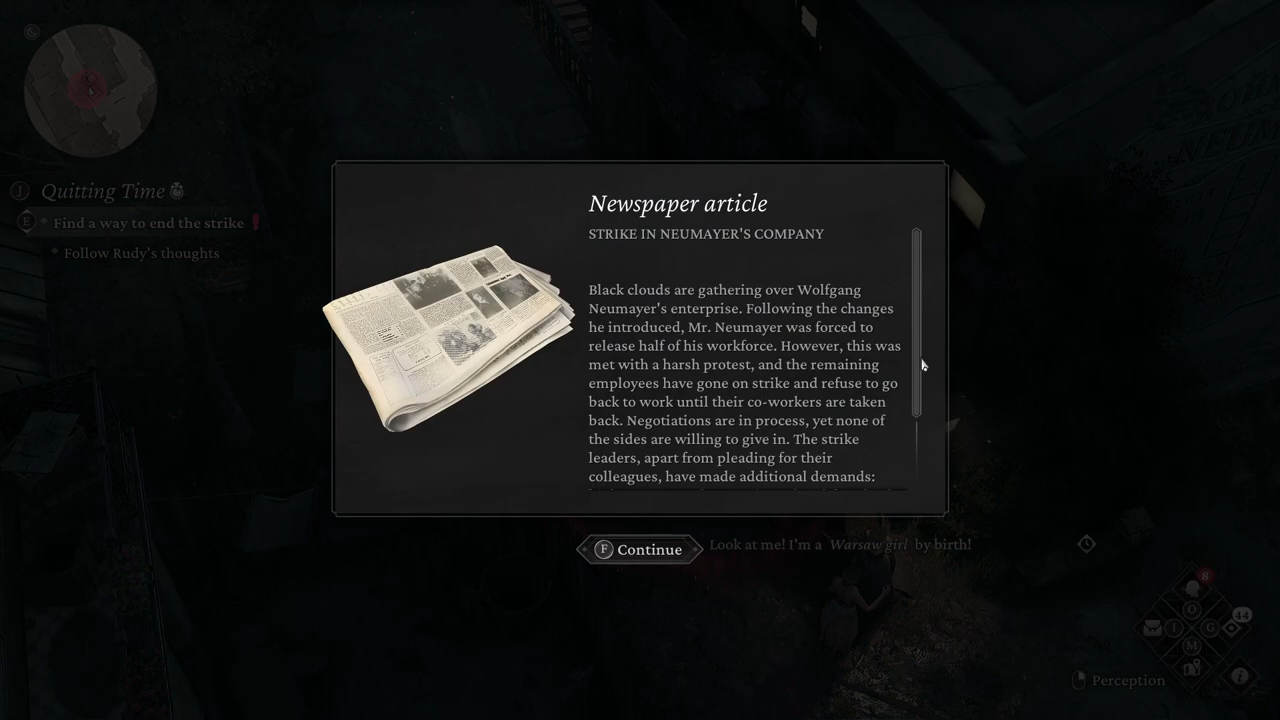 J Quitting Time
E Find a way to end the strike !
Follow Rudy's thoughts
Newspaper article
STRIKE IN NEUMAYER'S COMPANY
Black clouds are gathering over Wolfgang
Neumayer's enterprise. Following the changes
he introduced, Mr. Neumayer was forced to
release half of his workforce. However, this was
met with a harsh protest, and the remaining
employees have gone on strike and refuse to go
back to work until their co-workers are taken
back. Negotiations are in process, yet none of
the sides are willing to give in. The strike
leaders, apart from pleading for their
colleagues, have made additional demands:
F Continue
Look at me! I'm a Warsaw girl by birth!
8
O
44
I
G
M
Perception
i